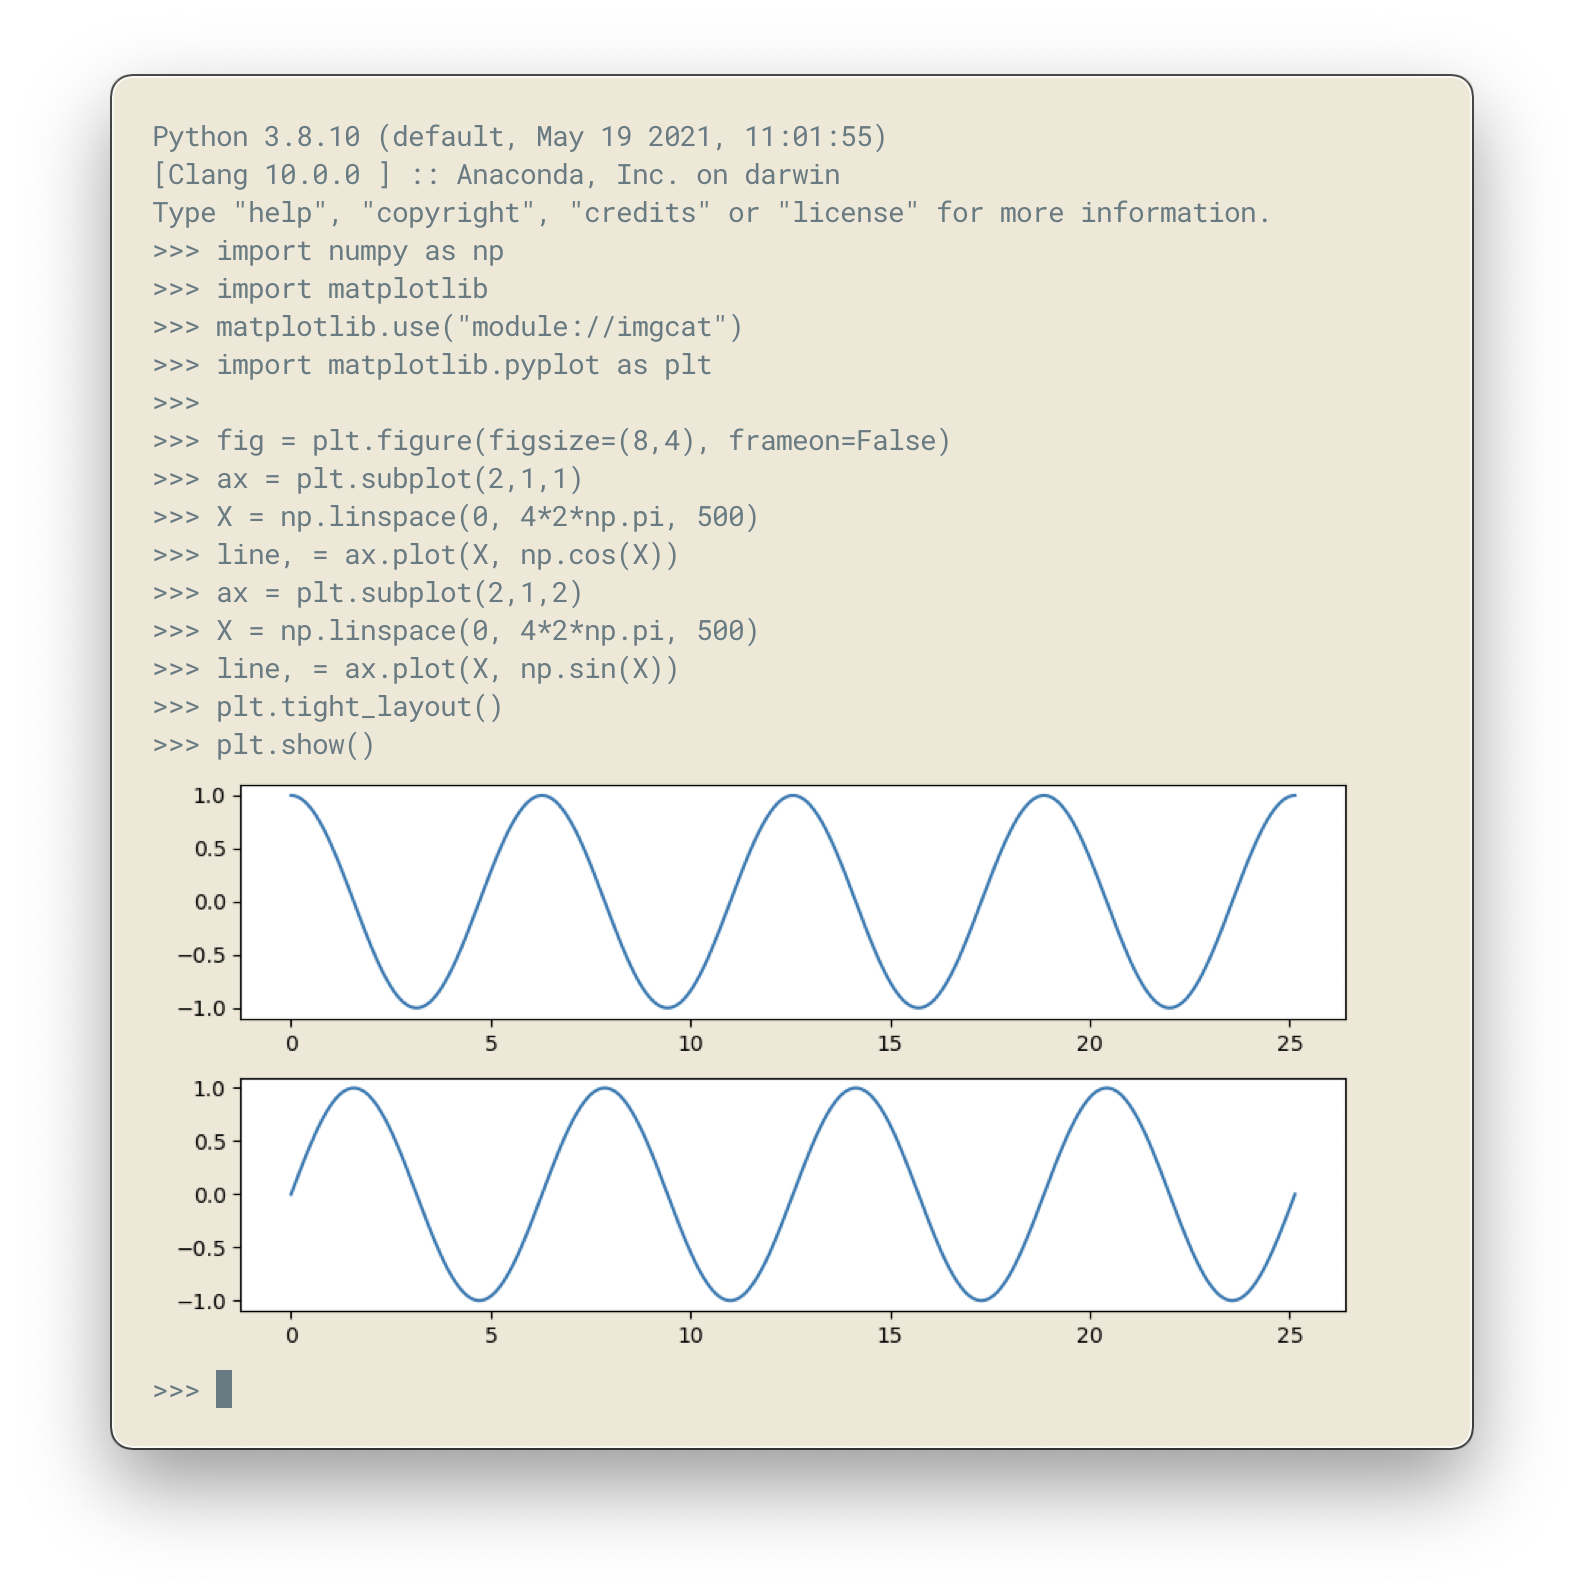 Python 3.8.10 (default, May 19 2021, 11:01:55)
[Clang 10.0.0 ] :: Anaconda, Inc. on darwin
Type "help", "copyright", "credits" or "license" for more information.
>>> import numpy as np
>>> import matplotlib
>>> matplotlib.use("module://imgcat")
>>> import matplotlib.pyplot as plt
>>>
>>> fig = plt.figure(figsize=(8,4), frameon=False)
>>> ax = plt.subplot(2,1,1)
>>> X = np.linspace(0, 4*2*np.pi, 500)
>>> line, = ax.plot(X, np.cos(X))
>>> ax = plt.subplot(2,1,2)
>>> X = np.linspace(0, 4*2*np.pi, 500)
>>> line, = ax.plot(X, np.sin(X))
>>> plt.tight_layout()
>>> plt.show()
1.0
0.5
0.0
−0.5
−1.0
0 5 10 15 20 25
1.0
0.5
0.0
−0.5
−1.0
0 5 10 15 20 25
>>>